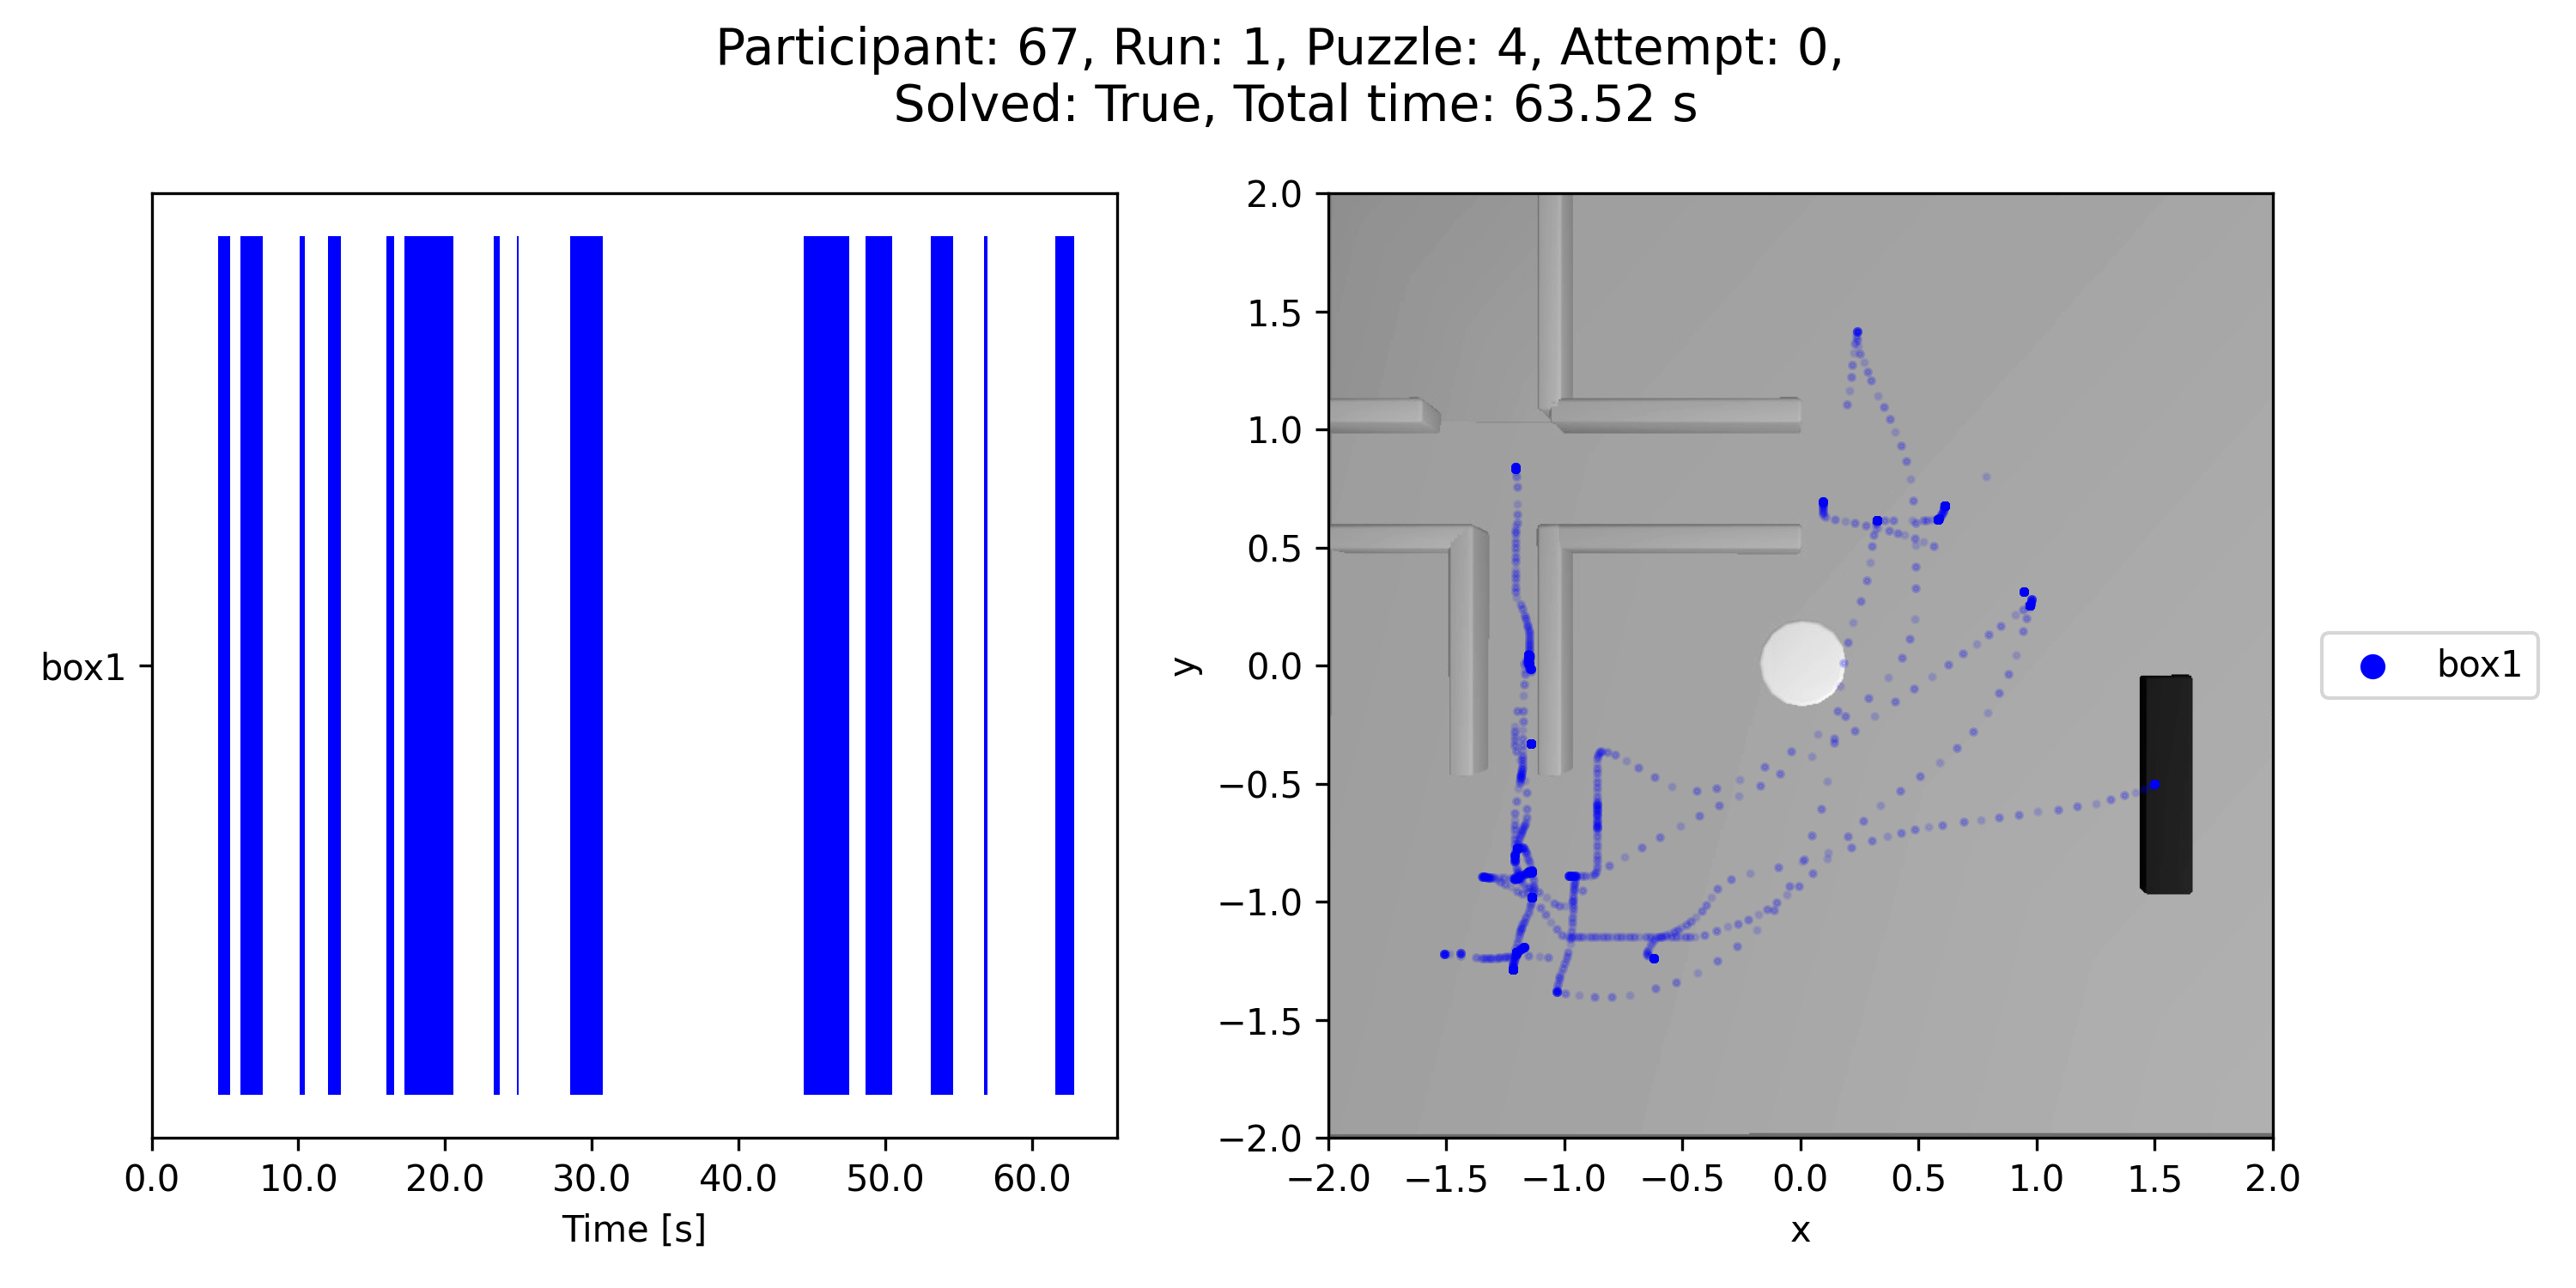 Participant: 67, Run: 1, Puzzle: 4, Attempt: 0,
Solved: True, Total time: 63.52 s
box1
0.0 10.0 20.0 30.0 40.0 50.0 60.0
Time [s]
2.0
1.5
1.0
0.5
0.0
−0.5
−1.0
−1.5
−2.0
y
−2.0 −1.5 −1.0 −0.5 0.0 0.5 1.0 1.5 2.0
x
box1